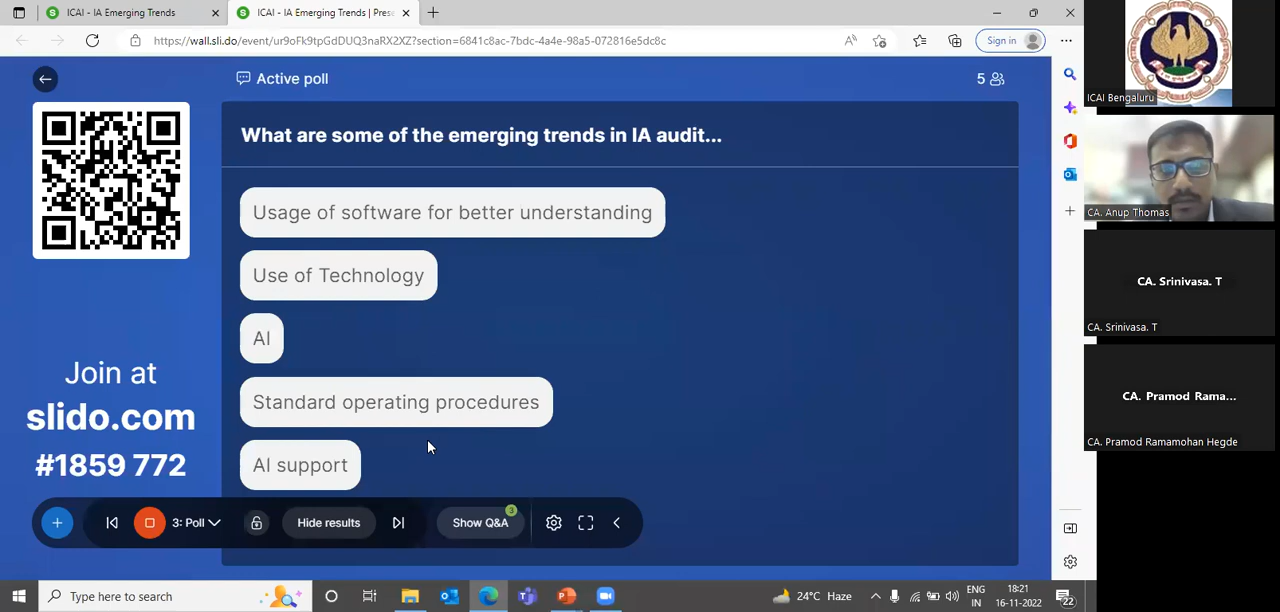 ICAI - IA Emerging Trends
ICAI - IA Emerging Trends | Prese
https://wall.sli.do/event/ur9oFk9tpGdDUQ3naRX2XZ?section=6841c8ac-7bdc-4a4e-98a5-072816e5dc8c
Sign in
Active poll
5
What are some of the emerging trends in IA audit...
Usage of software for better understanding
Use of Technology
AI
Standard operating procedures
AI support
Join at
slido.com
#1859 772
3: Poll
Hide results
Show Q&A
3
ICAI Bengaluru
CA. Anup Thomas
CA. Srinivasa. T
CA. Srinivasa. T
CA. Pramod Rama...
CA. Pramod Ramamohan Hegde
Type here to search
24°C Haze
ENG
IN
18:21
16-11-2022
22